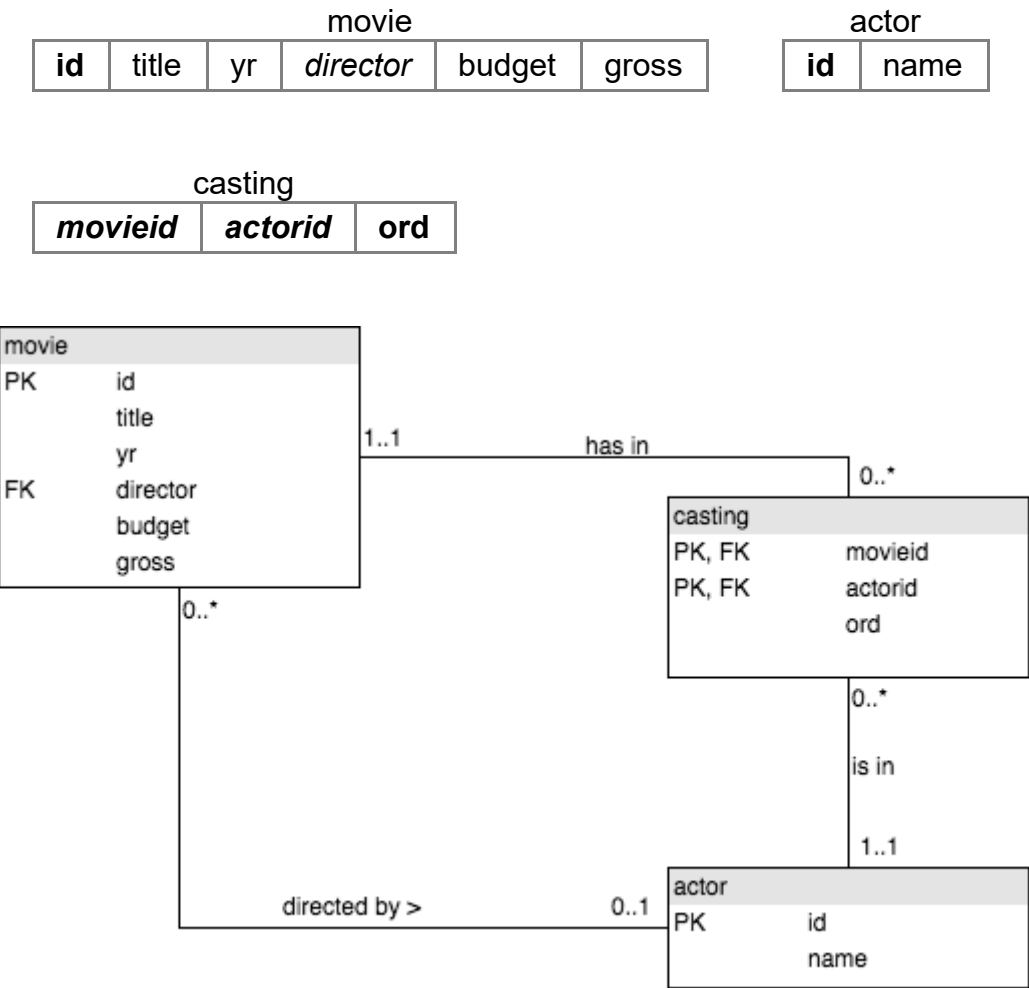 movie
id title yr director budget gross
actor
id name
casting
movieid actorid ord
movie
PK id
title
yr
FK director
budget
gross
1..1
has in
0..*
casting
PK, FK movieid
PK, FK actorid
ord
0..*
0..*
is in
1..1
directed by >
0..1
actor
PK id
name